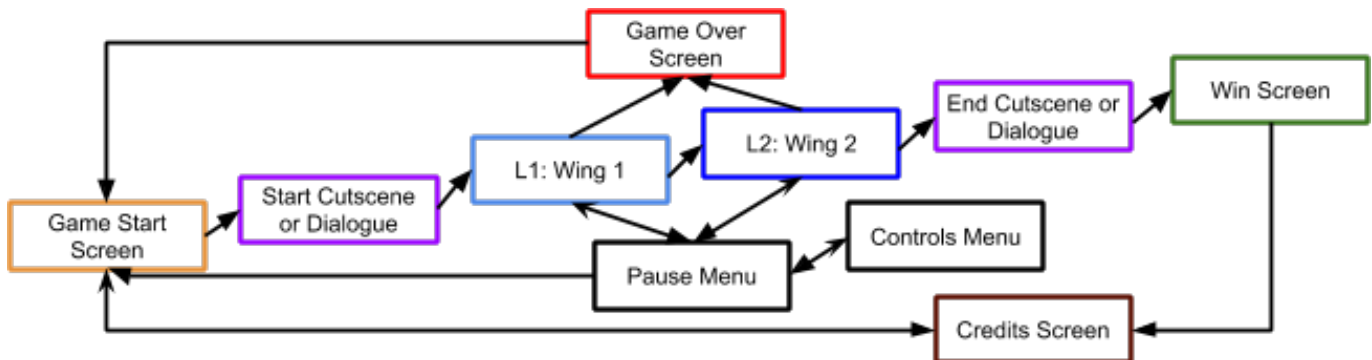 Game Over
Screen
Win Screen
End Cutscene or
Dialogue
L2: Wing 2
L1: Wing 1
Start Cutscene
or Dialogue
Game Start
Screen
Controls Menu
Pause Menu
Credits Screen